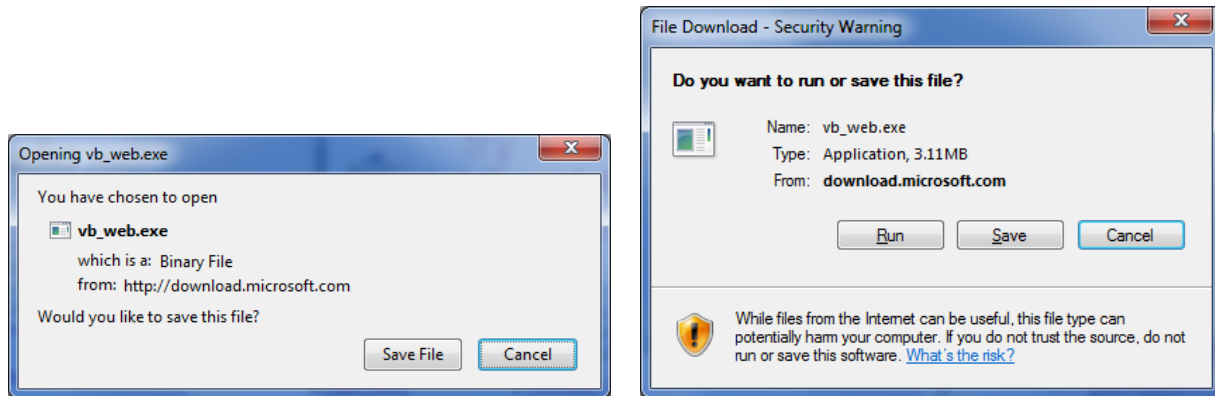 Opening vb_web.exe
You have chosen to open
vb_web.exe
which is a: Binary File
from: http://download.microsoft.com
Would you like to save this file?
Save File
Cancel
File Download - Security Warning
Do you want to run or save this file?
Name: vb_web.exe
Type: Application, 3.11MB
From: download.microsoft.com
Run
Save
Cancel
While files from the Internet can be useful, this file type can
potentially harm your computer. If you do not trust the source, do not
run or save this software. What's the risk?